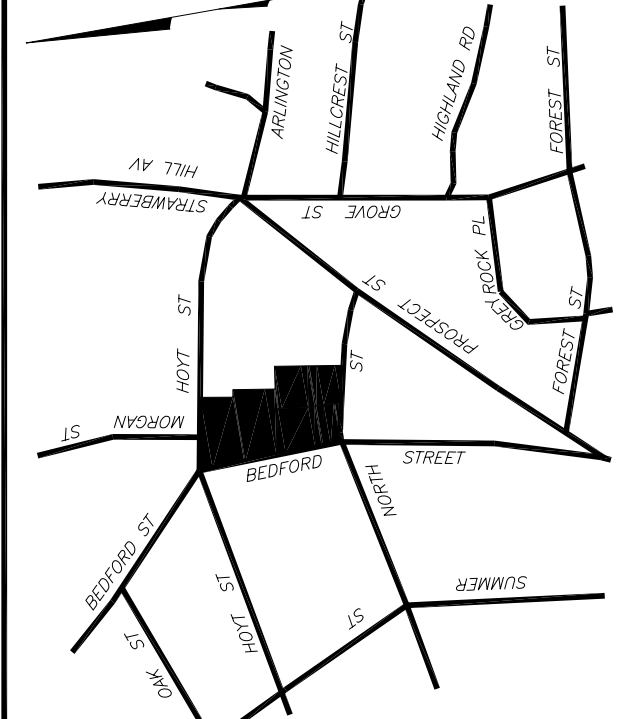 ARLINGTON
HILLCREST ST
HIGHLAND RD
FOREST ST
HILL AV
STRAWBERRY
GROVE ST
GREYROCK PL
PROSPECT ST
HOYT ST
ST
FOREST ST
MORGAN ST
BEDFORD STREET
NORTH
BEDFORD ST
HOYT ST
OAK ST
SUMMER ST